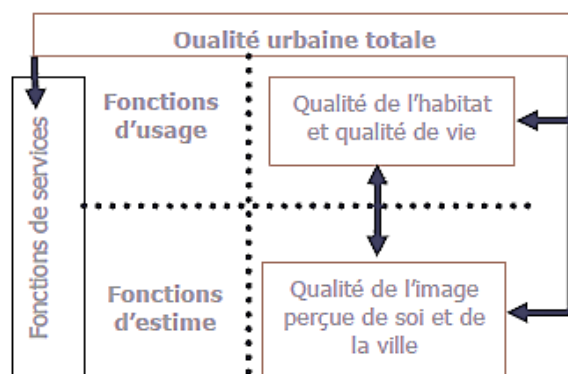 Oualité urbaine totale
Fonctions de services
Fonctions
d'usage
Qualité de l'habitat
et qualité de vie
Fonctions
d'estime
Qualité de l'image
perçue de soi et de
la ville